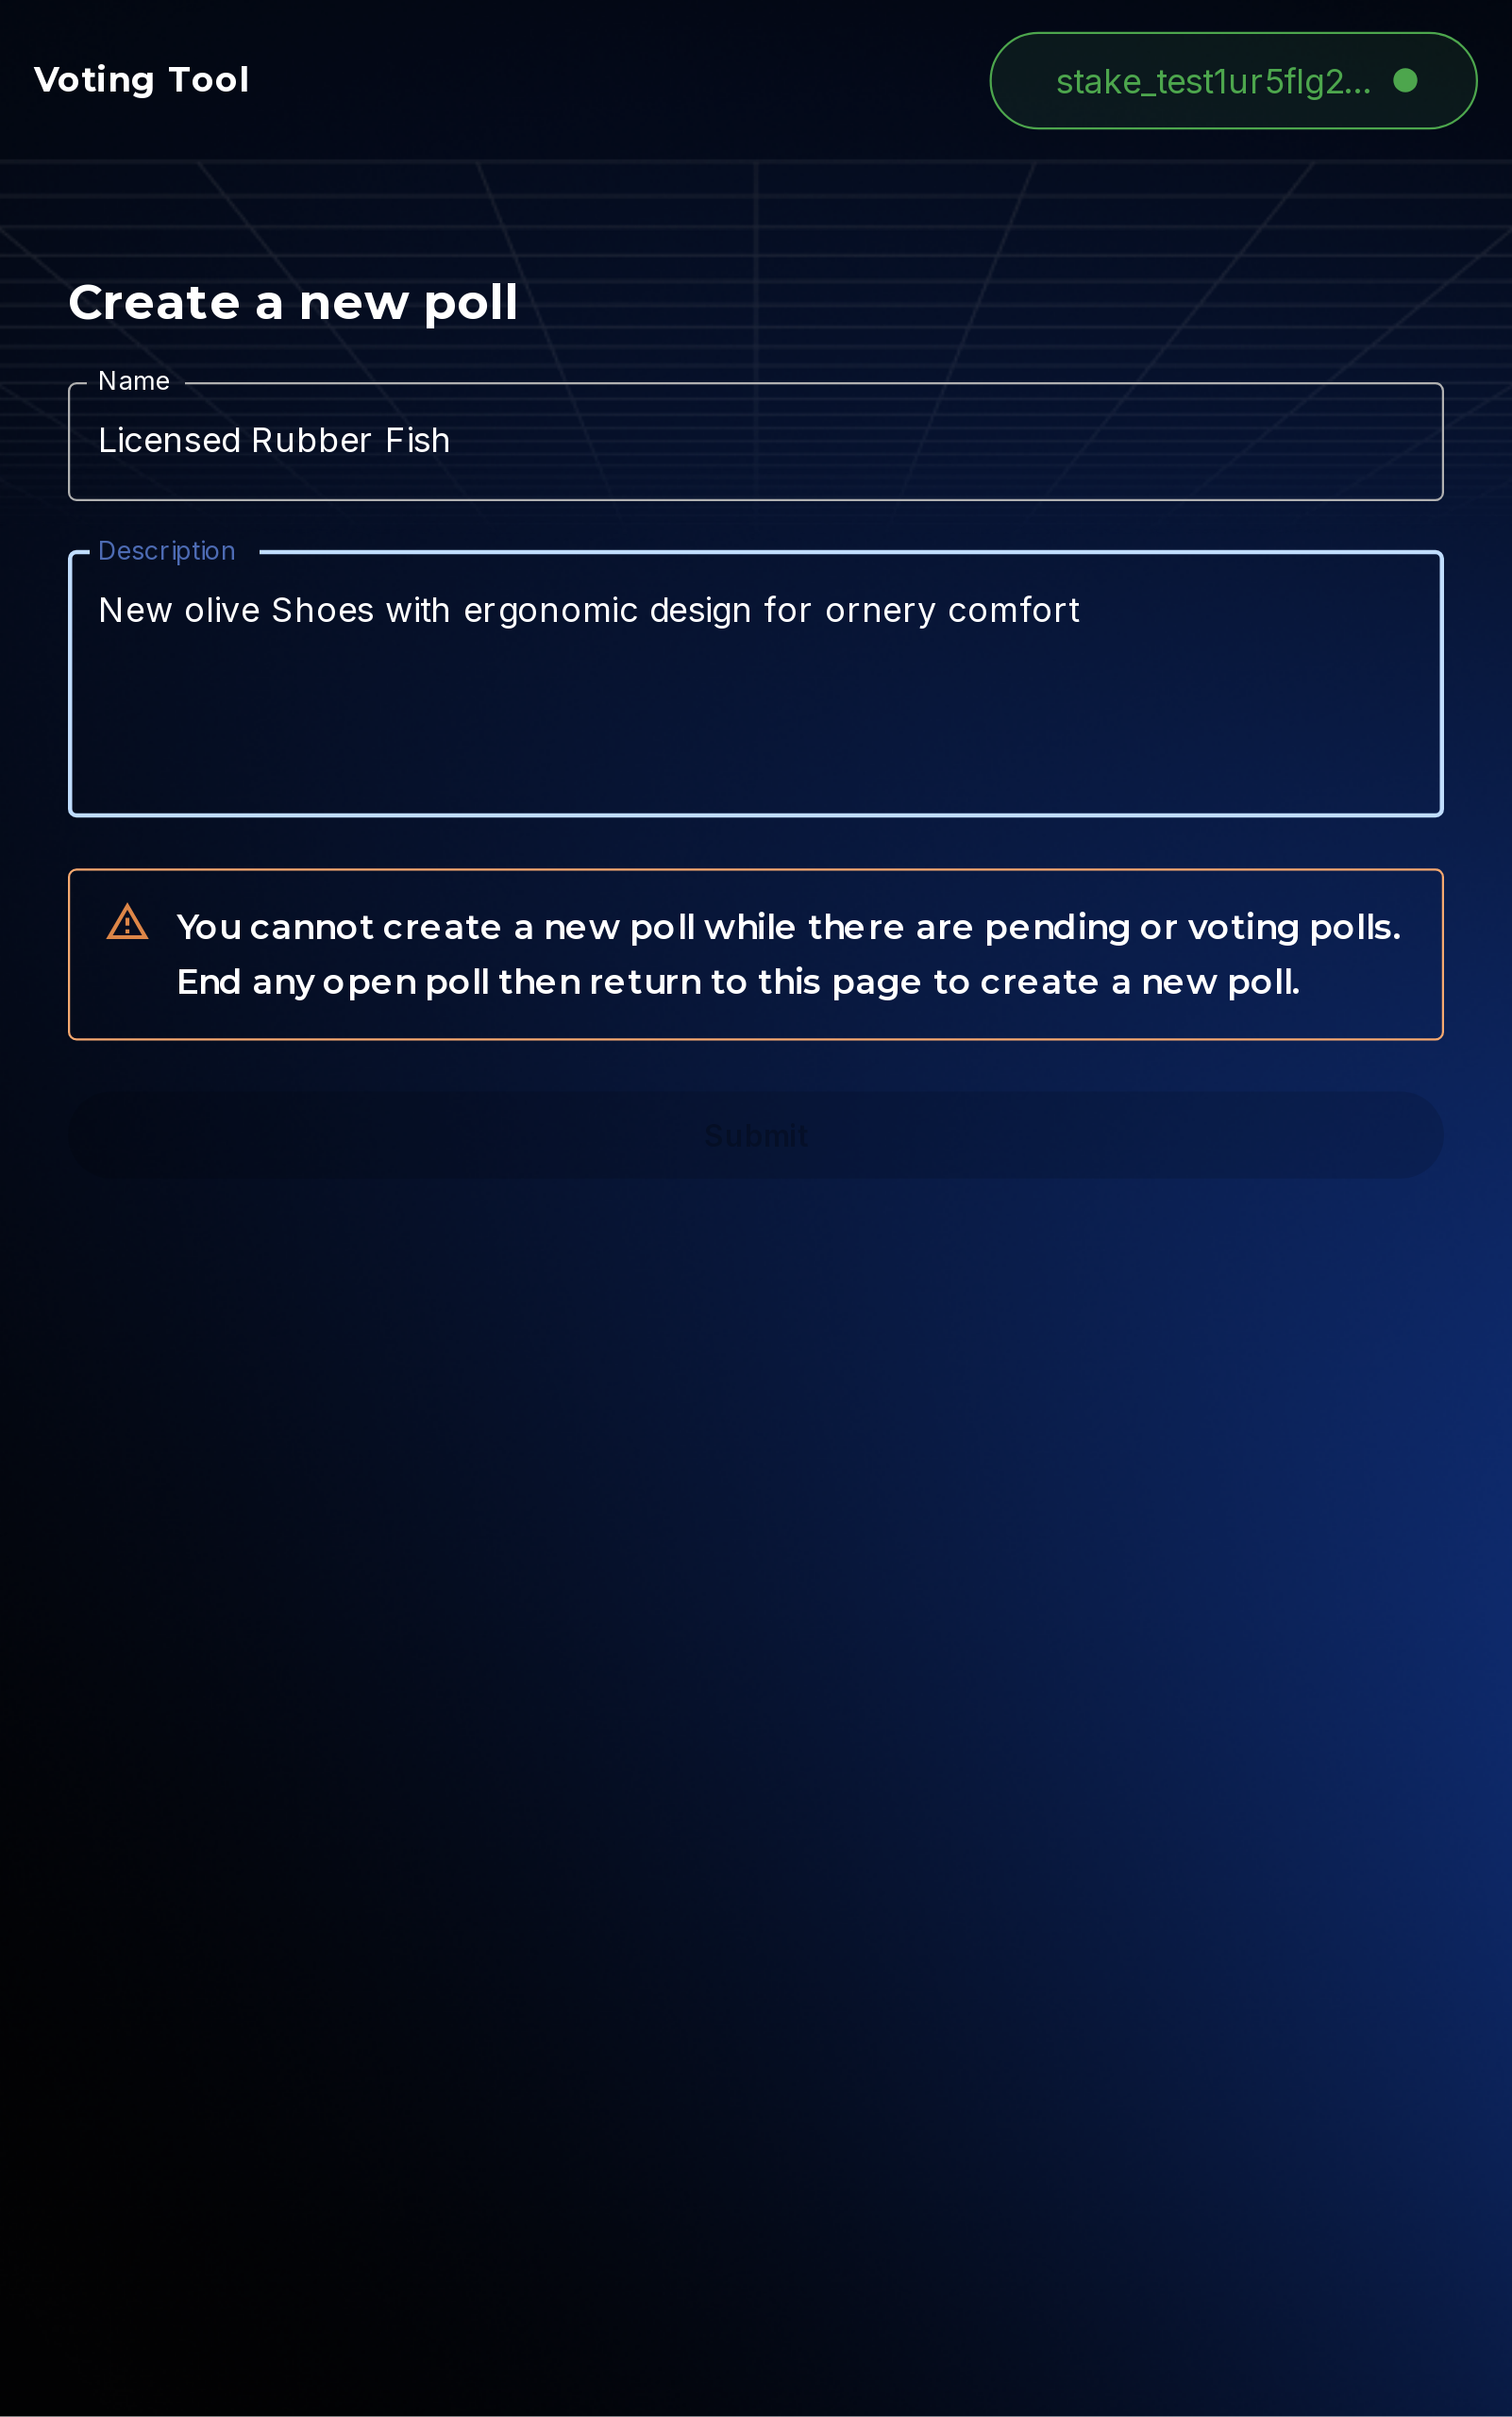 Voting Tool
stake_test1ur5flg2...
Create a new poll
Name
Licensed Rubber Fish
Description
New olive Shoes with ergonomic design for ornery comfort
You cannot create a new poll while there are pending or voting polls.
End any open poll then return to this page to create a new poll.
Submit